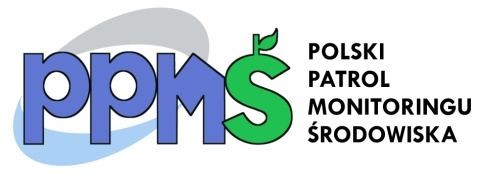 PPMŚ
POLSKI
PATROL
MONITORINGU
ŚRODOWISKA